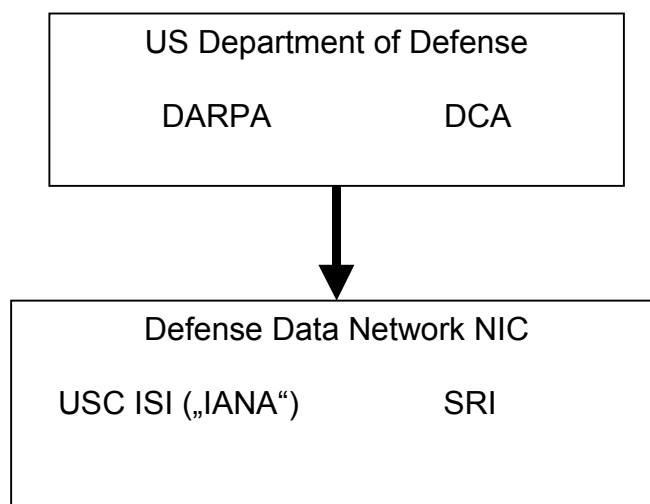 US Department of Defense
DARPA DCA
Defense Data Network NIC
USC ISI („IANA“) SRI